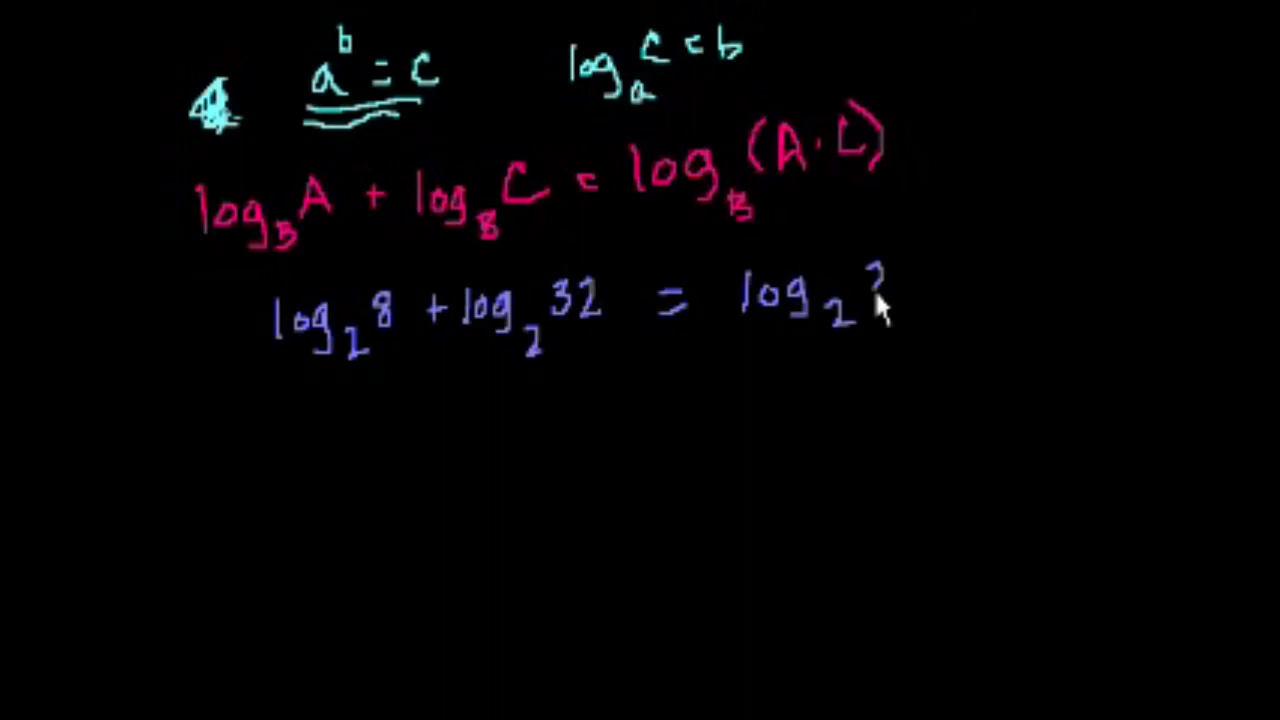 a^b = c log_a c = b
log_B A + log_B C = log_B (A · C)
log_2 8 + log_2 32 = log_2 ?